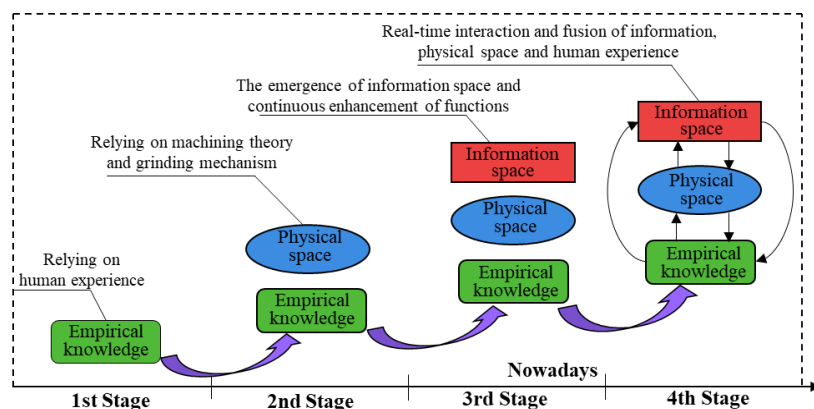 Real-time interaction and fusion of information,
physical space and human experience
The emergence of information space and
continuous enhancement of functions
Relying on machining theory
and grinding mechanism
Relying on
human experience
Empirical
knowledge
Physical
space
Empirical
knowledge
Information
space
Physical
space
Empirical
knowledge
Information
space
Physical
space
Empirical
knowledge
Nowadays
1st Stage
2nd Stage
3rd Stage
4th Stage